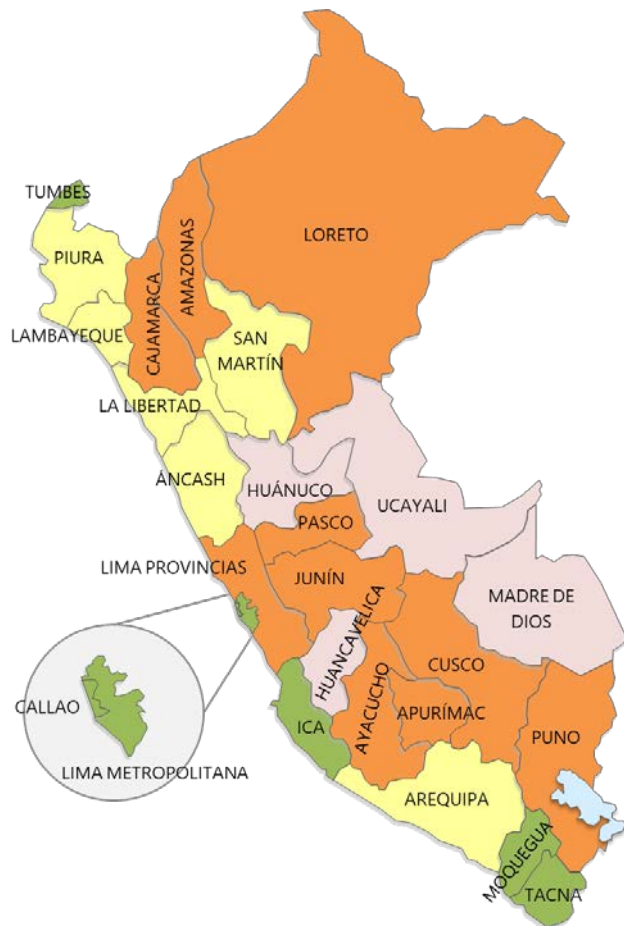 TUMBES
LORETO
PIURA
AMAZONAS
CAJAMARCA
LAMBAYEQUE
SAN
MARTÍN
LA LIBERTAD
ÁNCASH
HUÁNUCO
UCAYALI
PASCO
LIMA PROVINCIAS
JUNÍN
MADRE DE
DIOS
HUANCAVELICA
CUSCO
AYACUCHO
APURÍMAC
CALLAO
ICA
PUNO
LIMA METROPOLITANA
AREQUIPA
MOQUEGUA
TACNA